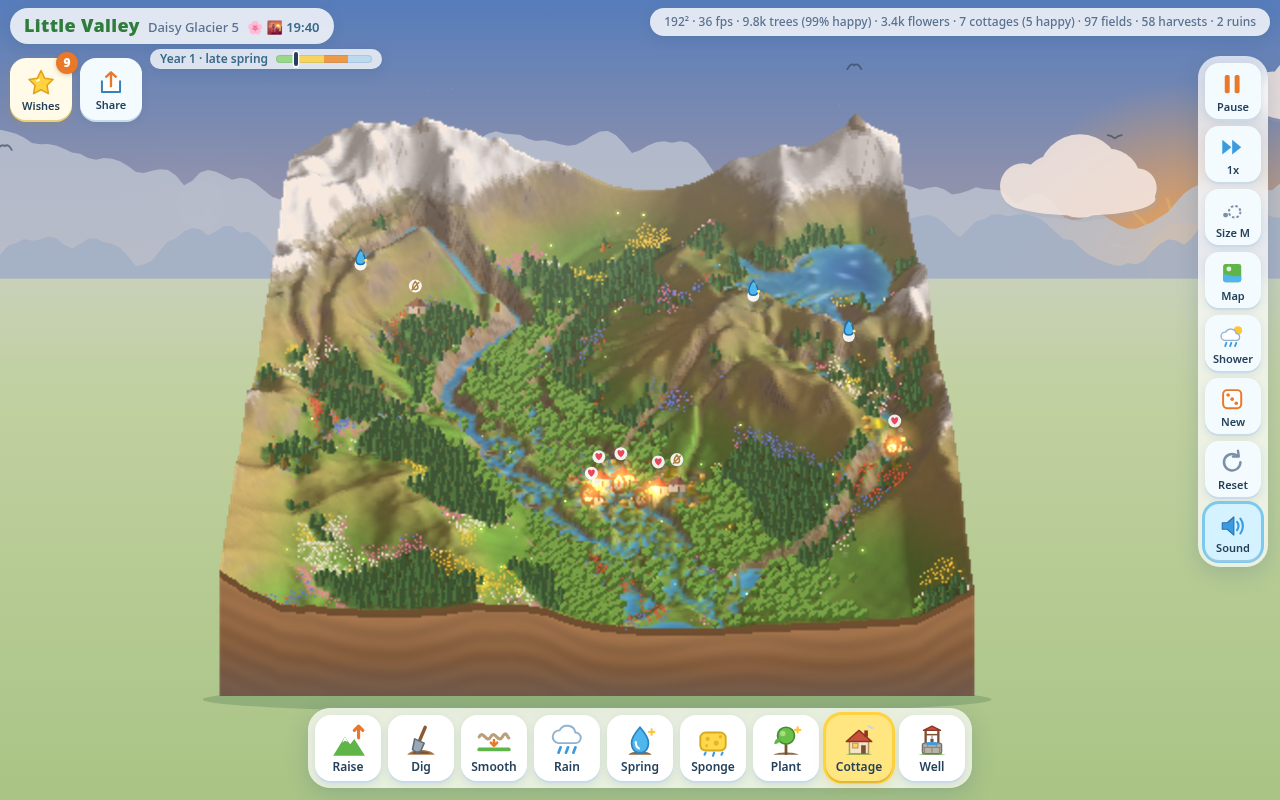 Little Valley Daisy Glacier 5 19:40
192² · 36 fps · 9.8k trees (99% happy) · 3.4k flowers · 7 cottages (5 happy) · 97 fields · 58 harvests · 2 ruins
Year 1 · late spring
9
Wishes
Share
Pause
1x
Size M
Map
Shower
New
Reset
Sound
Raise
Dig
Smooth
Rain
Spring
Sponge
Plant
Cottage
Well